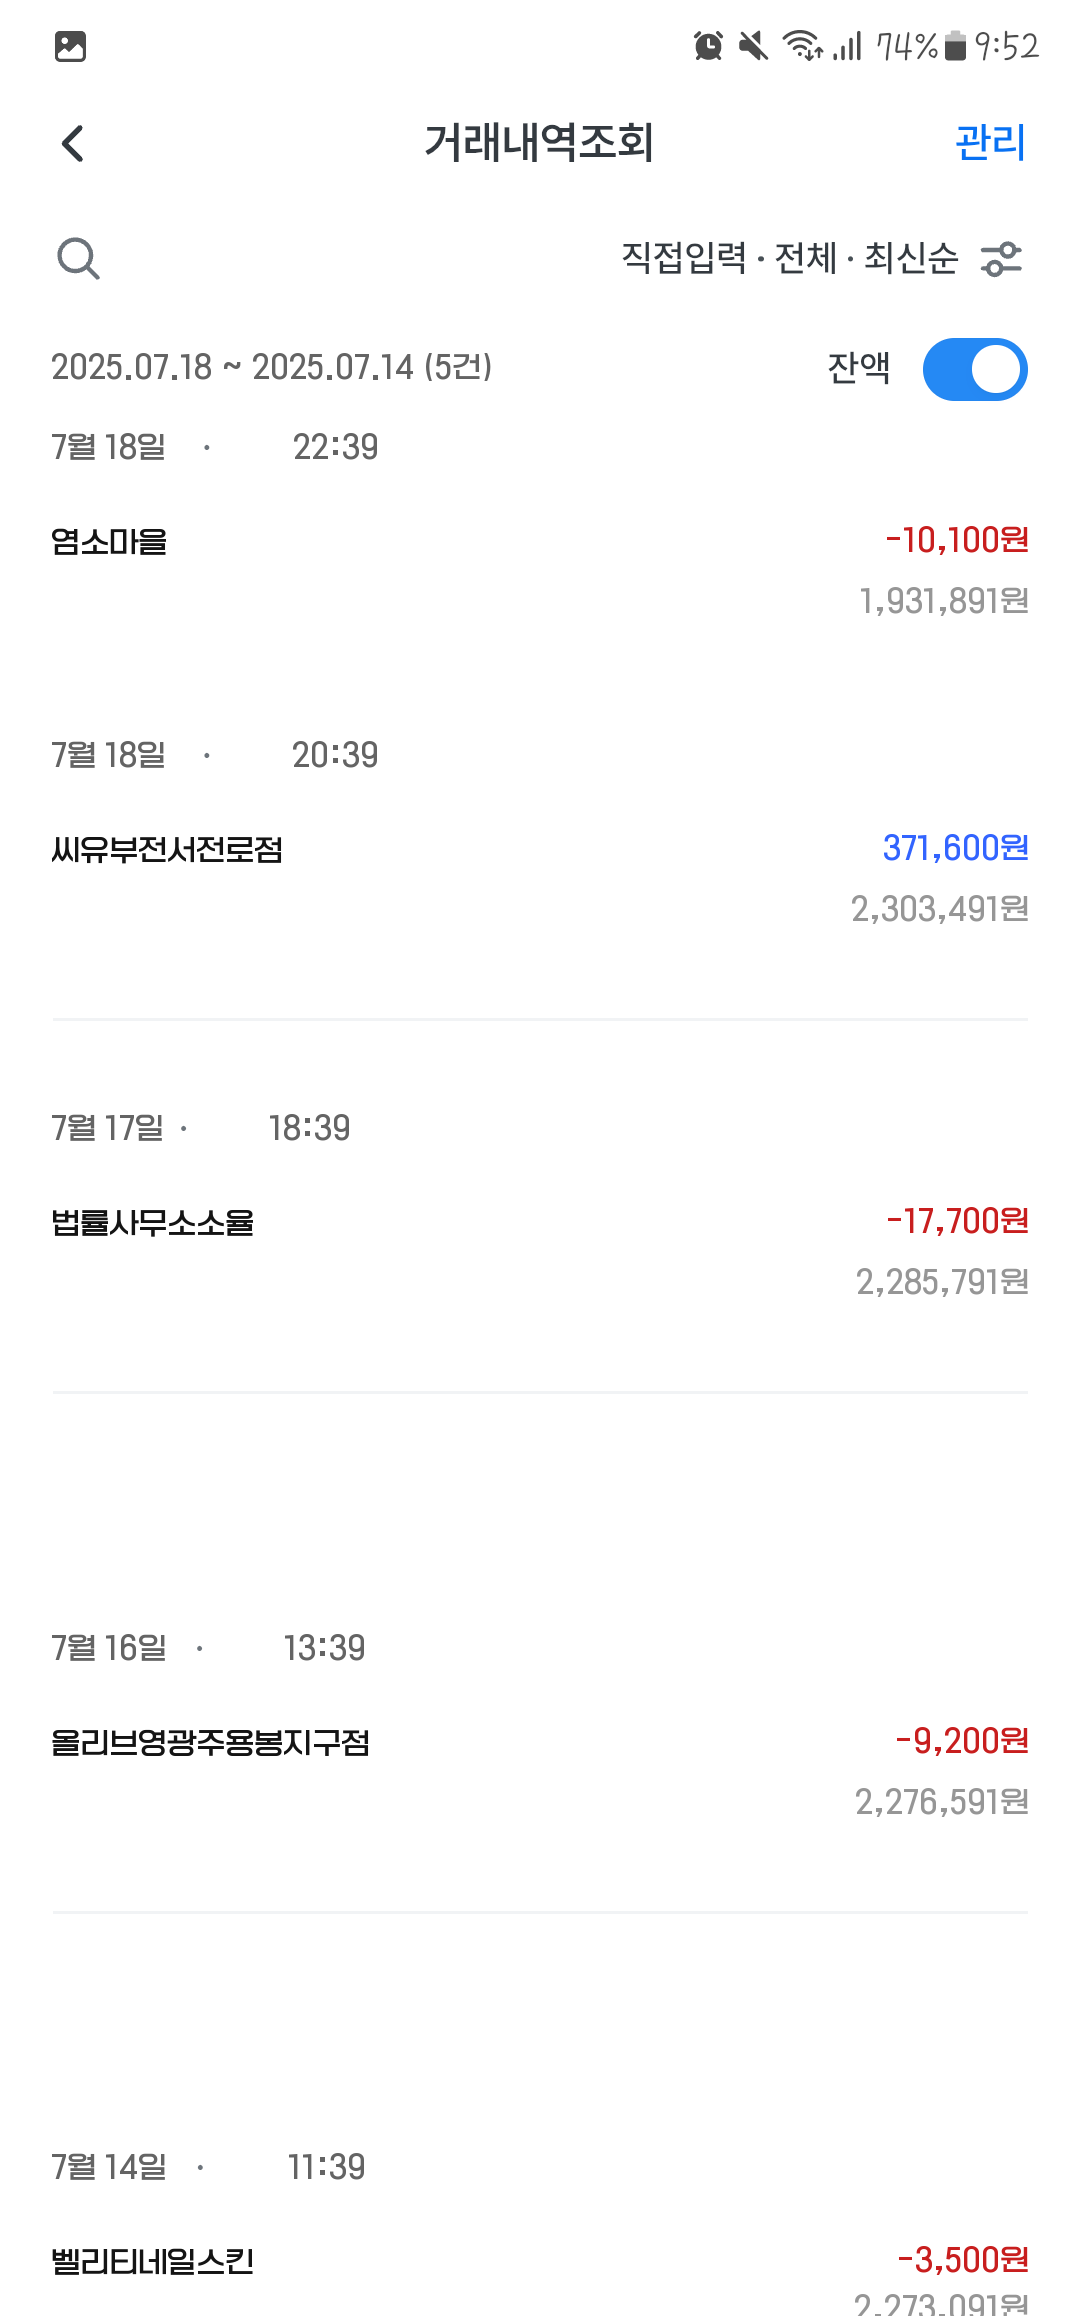 74% 9:52
거래내역조회 관리
직접입력 · 전체 · 최신순
2025.07.18 ~ 2025.07.14 (5건) 잔액
7월 18일 · 22:39
염소마을 -10,100원
1,931,891원
7월 18일 · 20:39
씨유부전서전로점 371,600원
2,303,491원
7월 17일 · 18:39
법률사무소소율 -17,700원
2,285,791원
7월 16일 · 13:39
올리브영광주용봉지구점 -9,200원
2,276,591원
7월 14일 · 11:39
벨리티네일스킨 -3,500원
2,273,091원